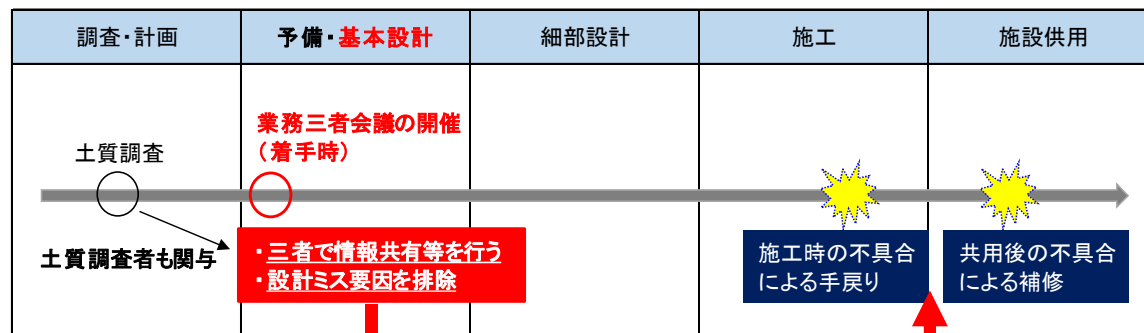 調査・計画
予備・基本設計
細部設計
施工
施設供用
業務三者会議の開催
（着手時）
土質調査
土質調査者も関与
・三者で情報共有等を行う
・設計ミス要因を排除
施工時の不具合
による手戻り
共用後の不具合
による補修